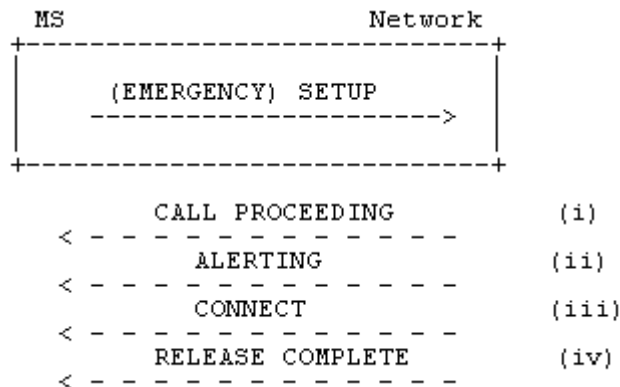 MS Network
(EMERGENCY) SETUP
CALL PROCEEDING (i)
ALERTING (ii)
CONNECT (iii)
RELEASE COMPLETE (iv)